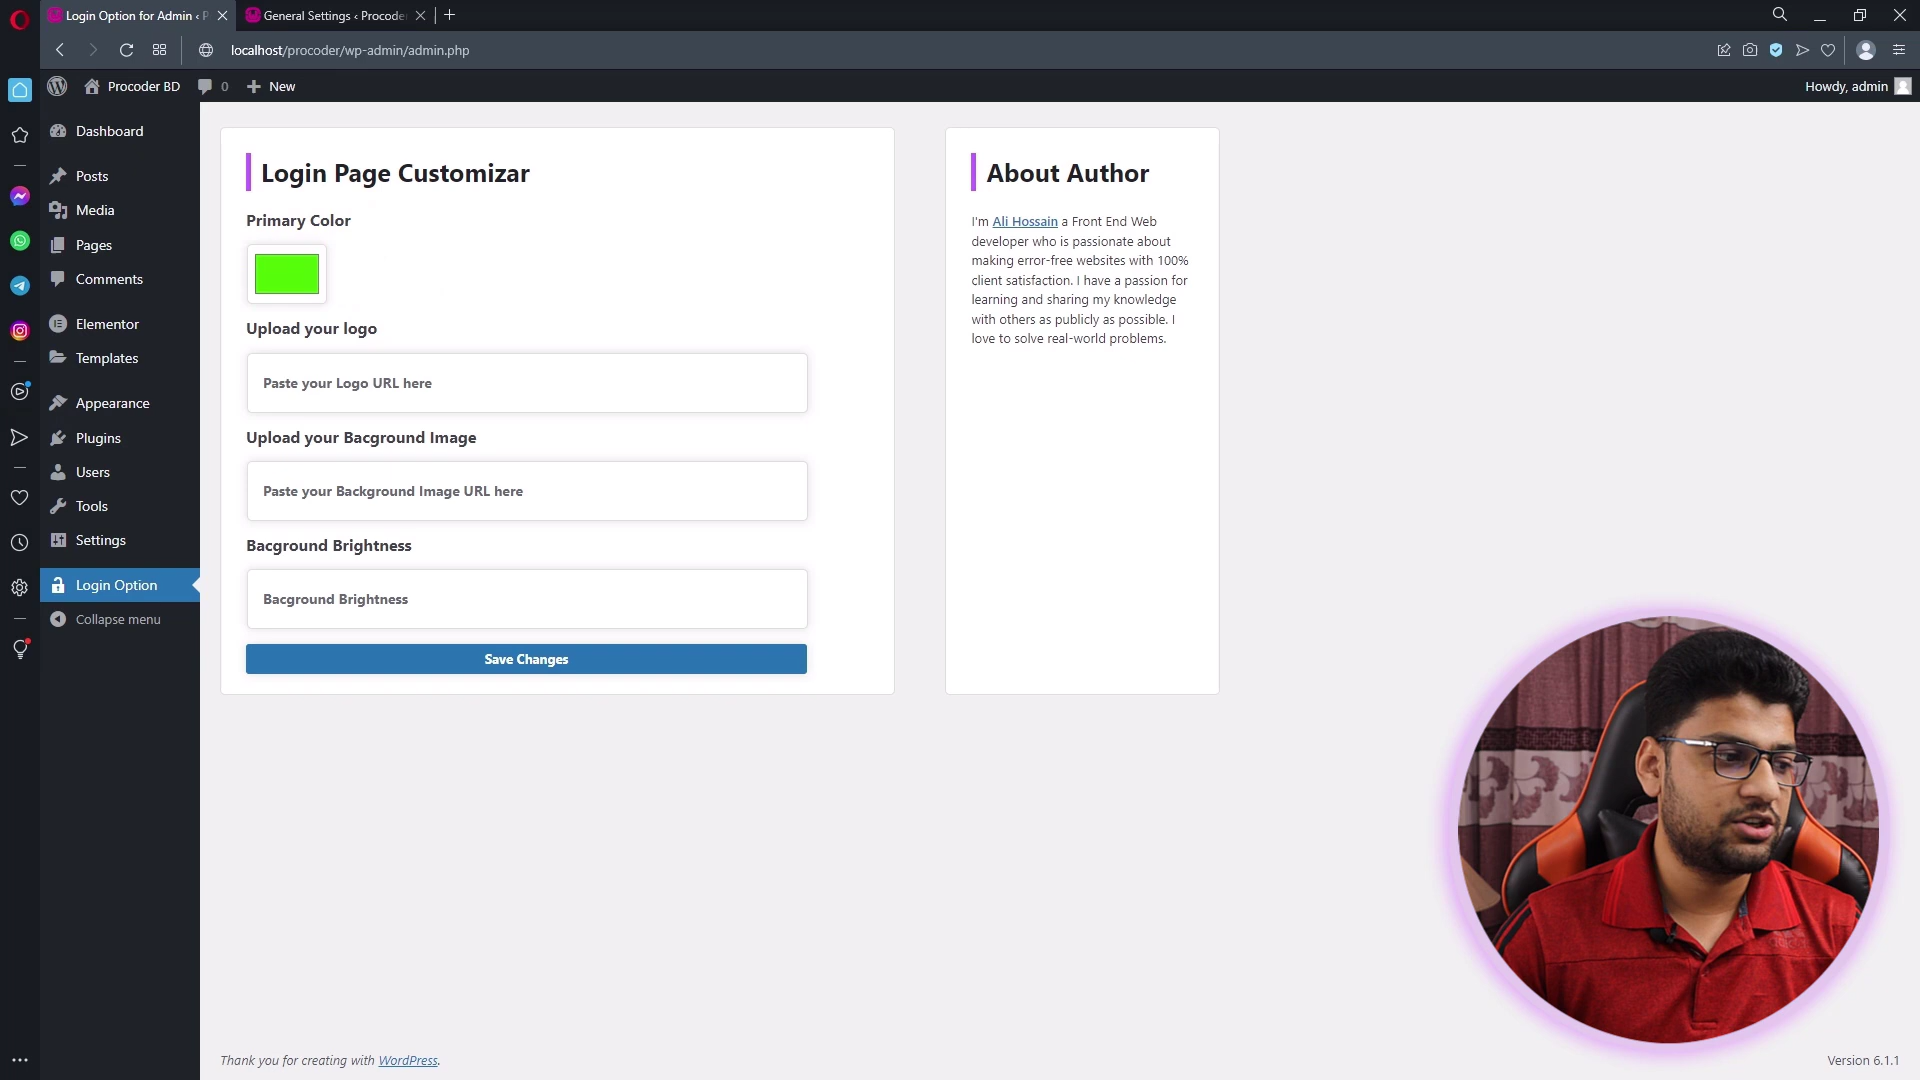 Login Option for Admin ‹ P
General Settings ‹ Procoder
localhost/procoder/wp-admin/admin.php
Procoder BD
0
New
Howdy, admin
Dashboard
Posts
Media
Pages
Comments
Elementor
Templates
Appearance
Plugins
Users
Tools
Settings
Login Option
Collapse menu
Login Page Customizar
Primary Color
Upload your logo
Paste your Logo URL here
Upload your Bacground Image
Paste your Background Image URL here
Bacground Brightness
Bacground Brightness
Save Changes
About Author
I'm Ali Hossain a Front End Web
developer who is passionate about
making error-free websites with 100%
client satisfaction. I have a passion for
learning and sharing my knowledge
with others as publicly as possible. I
love to solve real-world problems.
Thank you for creating with WordPress.
Version 6.1.1